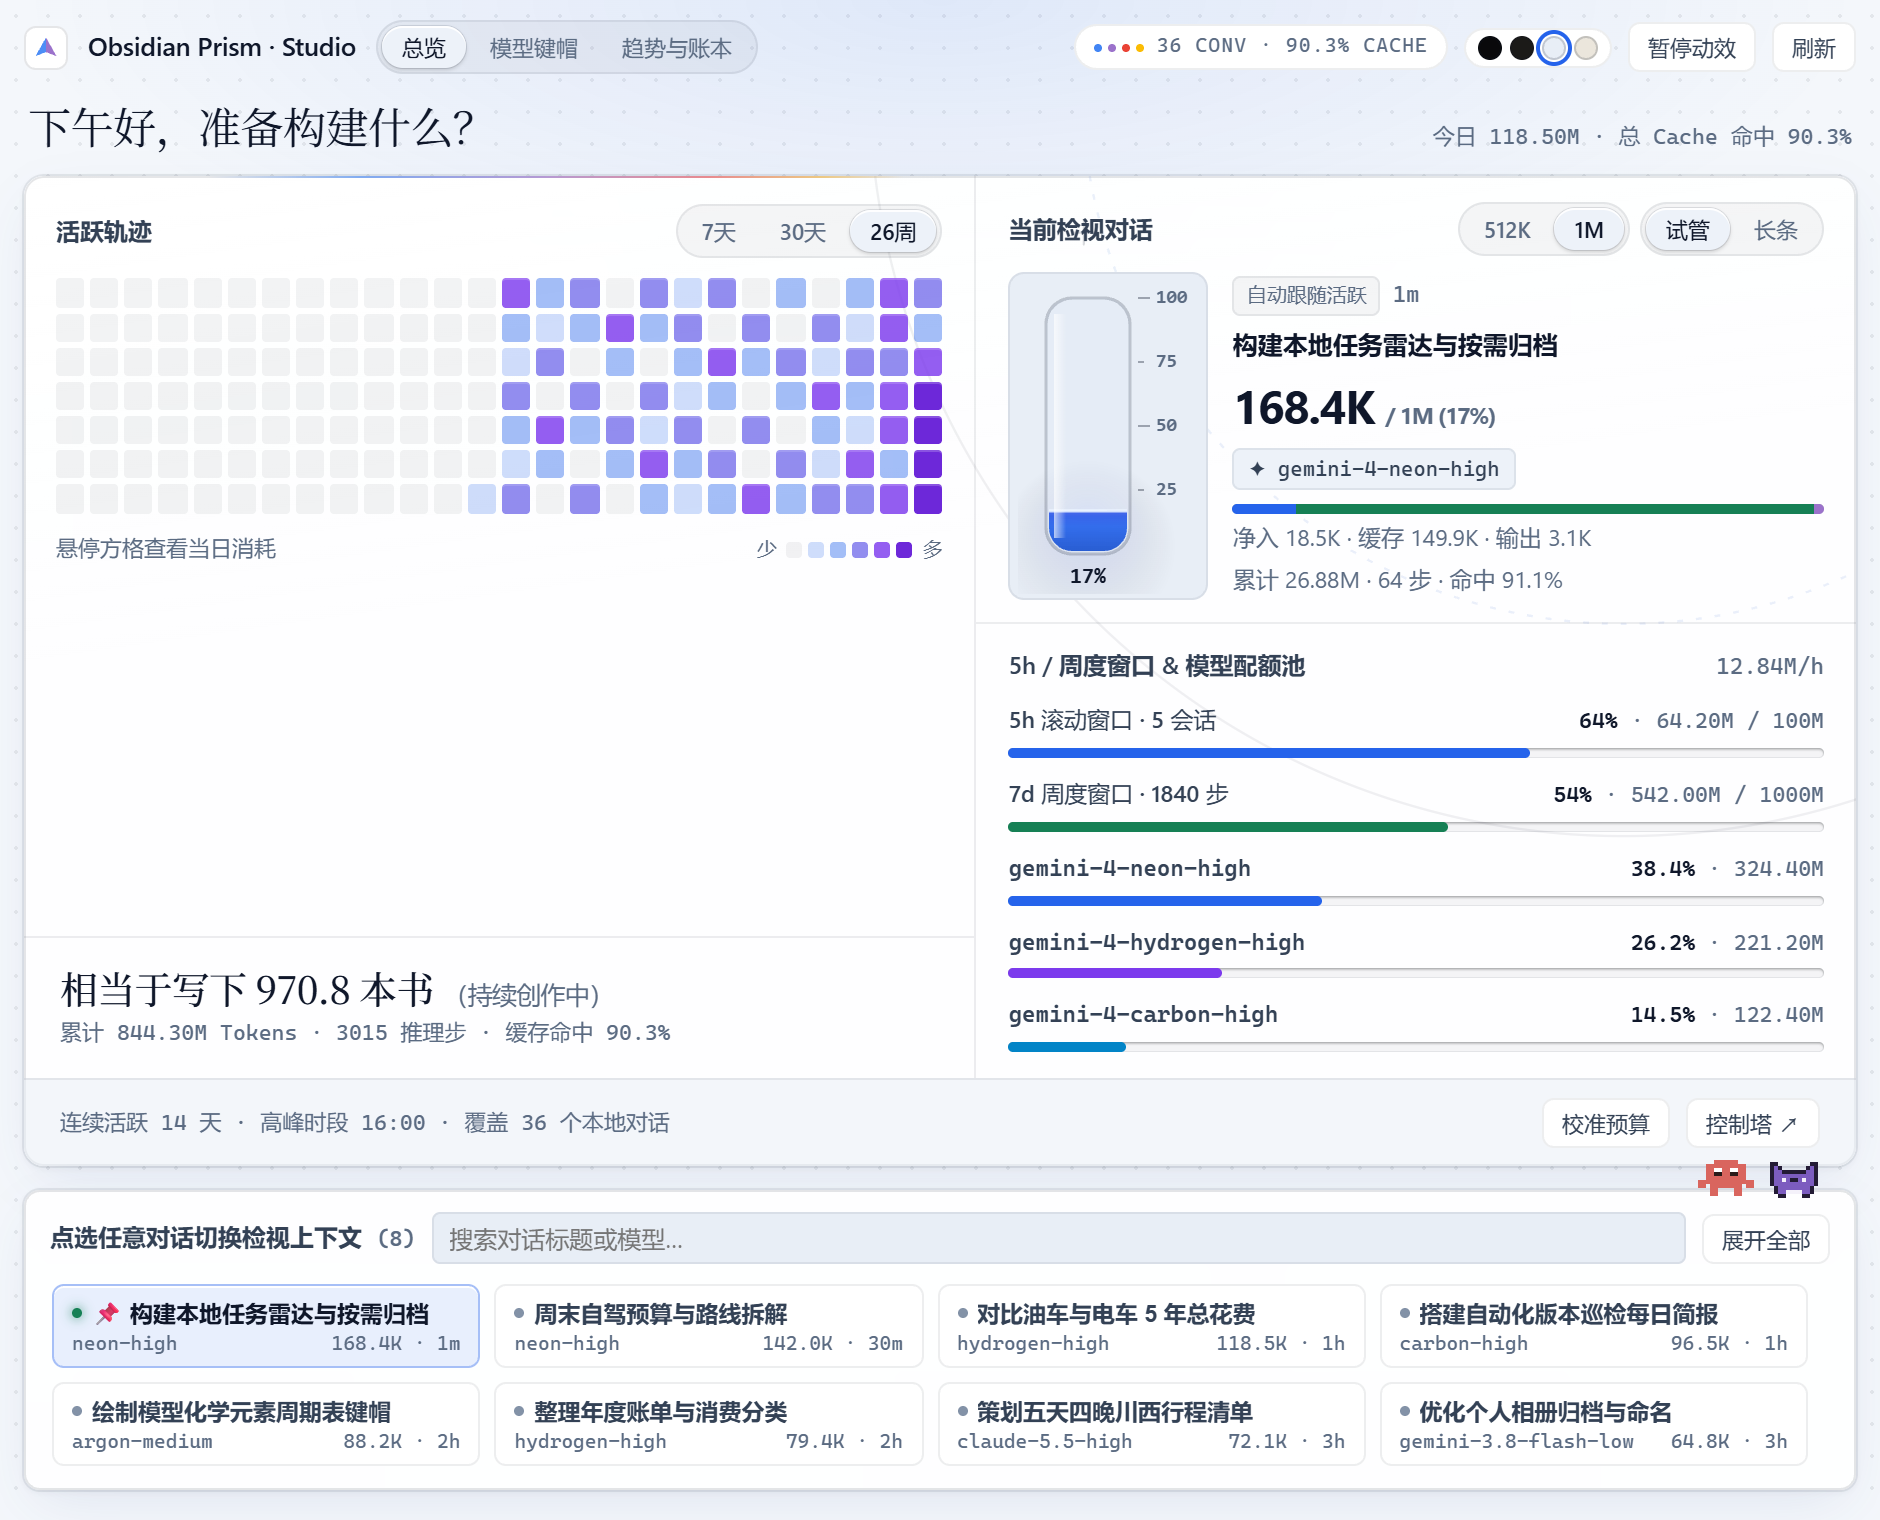 Obsidian Prism · Studio
总览
模型键帽
趋势与账本
36 CONV · 90.3% CACHE
暂停动效
刷新
下午好，准备构建什么？
今日 118.50M · 总 Cache 命中 90.3%
活跃轨迹
7天
30天
26周
悬停方格查看当日消耗
少
多
相当于写下 970.8 本书 （持续创作中）
累计 844.30M Tokens · 3015 推理步 · 缓存命中 90.3%
当前检视对话
512K
1M
试管
长条
100
75
50
25
17%
自动跟随活跃 1m
构建本地任务雷达与按需归档
168.4K / 1M (17%)
✦ gemini-4-neon-high
净入 18.5K · 缓存 149.9K · 输出 3.1K
累计 26.88M · 64 步 · 命中 91.1%
5h / 周度窗口 & 模型配额池
12.84M/h
5h 滚动窗口 · 5 会话
64% · 64.20M / 100M
7d 周度窗口 · 1840 步
54% · 542.00M / 1000M
gemini-4-neon-high
38.4% · 324.40M
gemini-4-hydrogen-high
26.2% · 221.20M
gemini-4-carbon-high
14.5% · 122.40M
连续活跃 14 天 · 高峰时段 16:00 · 覆盖 36 个本地对话
校准预算
控制塔 ↗
点选任意对话切换检视上下文 (8)
搜索对话标题或模型...
展开全部
📌 构建本地任务雷达与按需归档
neon-high 168.4K · 1m
周末自驾预算与路线拆解
neon-high 142.0K · 30m
对比油车与电车 5 年总花费
hydrogen-high 118.5K · 1h
搭建自动化版本巡检每日简报
carbon-high 96.5K · 1h
绘制模型化学元素周期表键帽
argon-medium 88.2K · 2h
整理年度账单与消费分类
hydrogen-high 79.4K · 2h
策划五天四晚川西行程清单
claude-5.5-high 72.1K · 3h
优化个人相册归档与命名
gemini-3.8-flash-low 64.8K · 3h